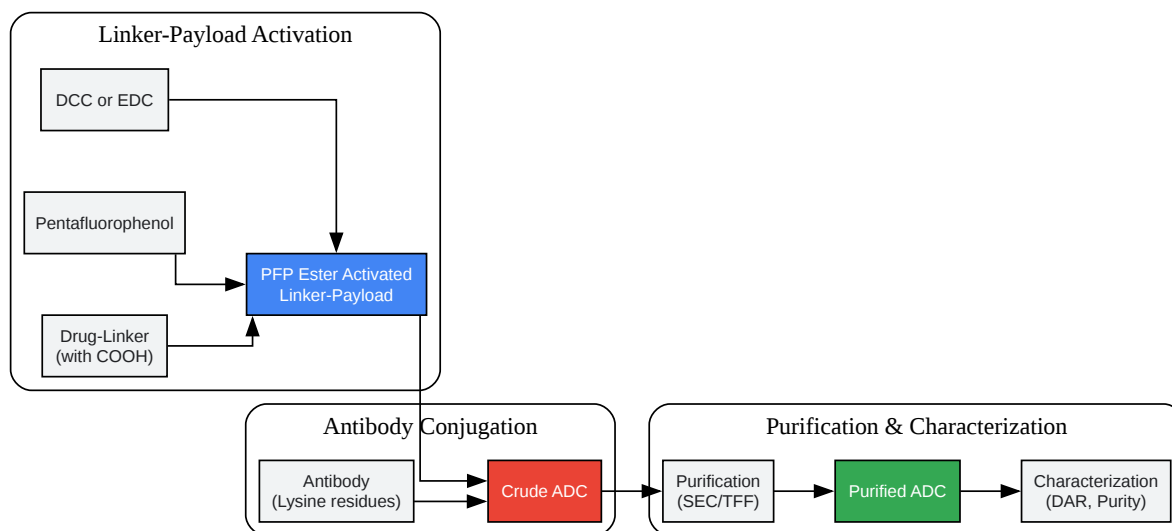 Linker-Payload Activation
DCC or EDC
Pentafluorophenol
PFP Ester Activated
Linker-Payload
Drug-Linker
(with COOH)
Antibody Conjugation
Antibody
(Lysine residues)
Crude ADC
Purification & Characterization
Purification
(SEC/TFF)
Purified ADC
Characterization
(DAR, Purity)